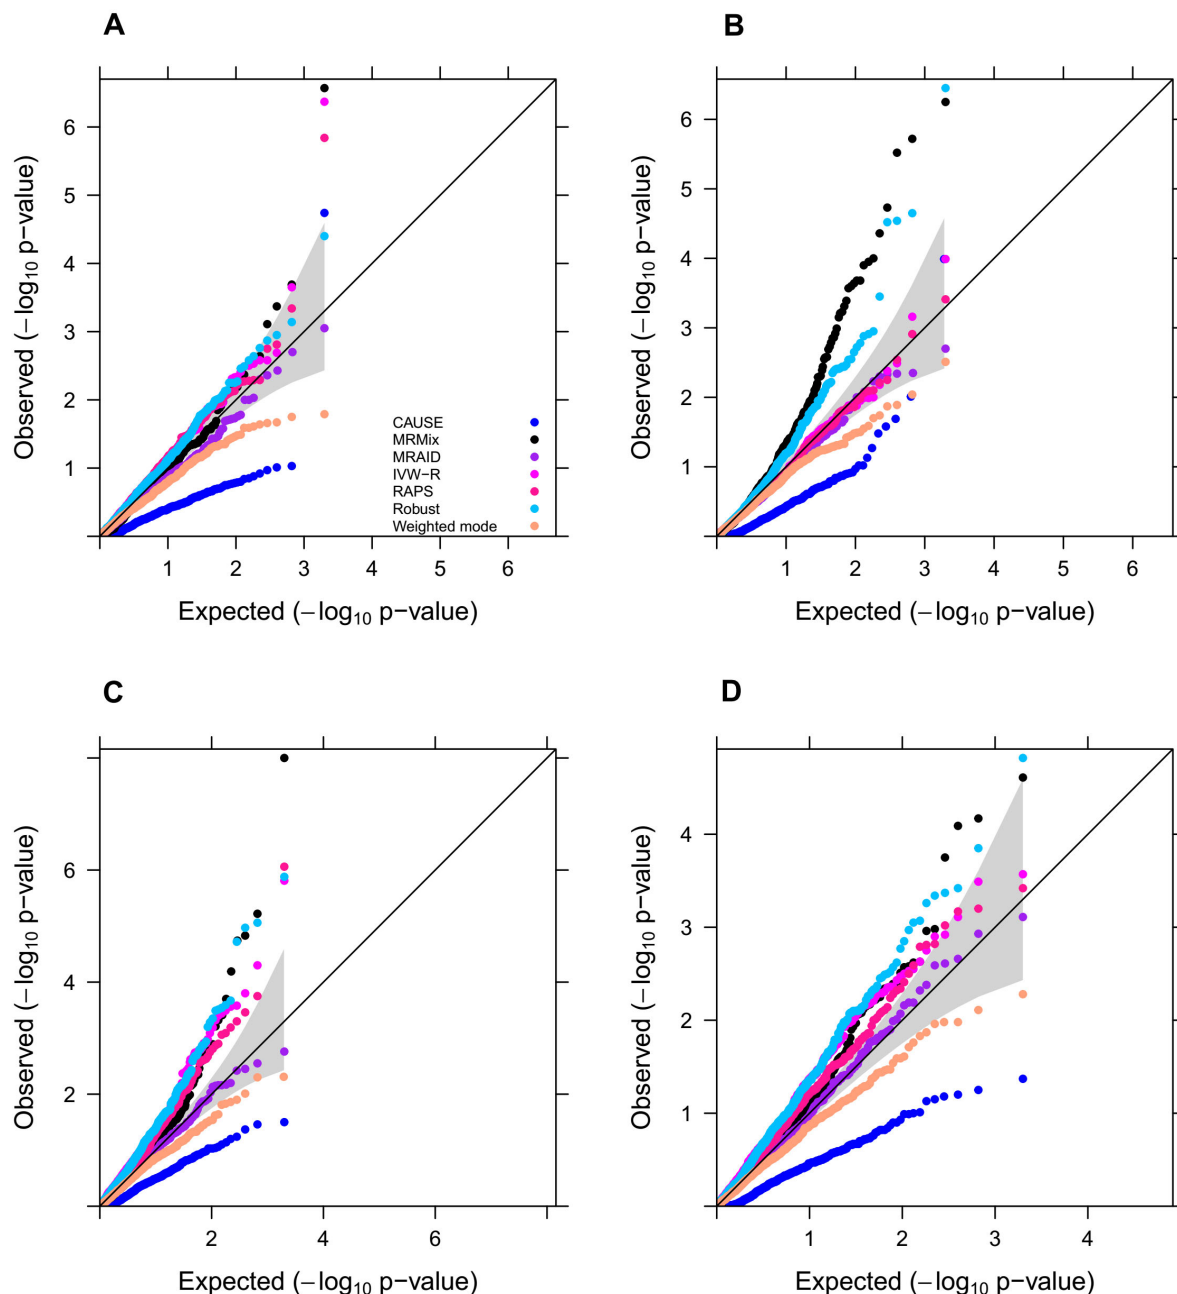 A
B
Observed (−log10 p−value)
6
5
4
3
2
1
CAUSE
MRMix
MRAID
IVW−R
RAPS
Robust
Weighted mode
1 2 3 4 5 6
Expected (−log10 p−value)
Observed (−log10 p−value)
6
5
4
3
2
1
1 2 3 4 5 6
Expected (−log10 p−value)
C
D
Observed (−log10 p−value)
6
4
2
2 4 6
Expected (−log10 p−value)
Observed (−log10 p−value)
4
3
2
1
1 2 3 4
Expected (−log10 p−value)